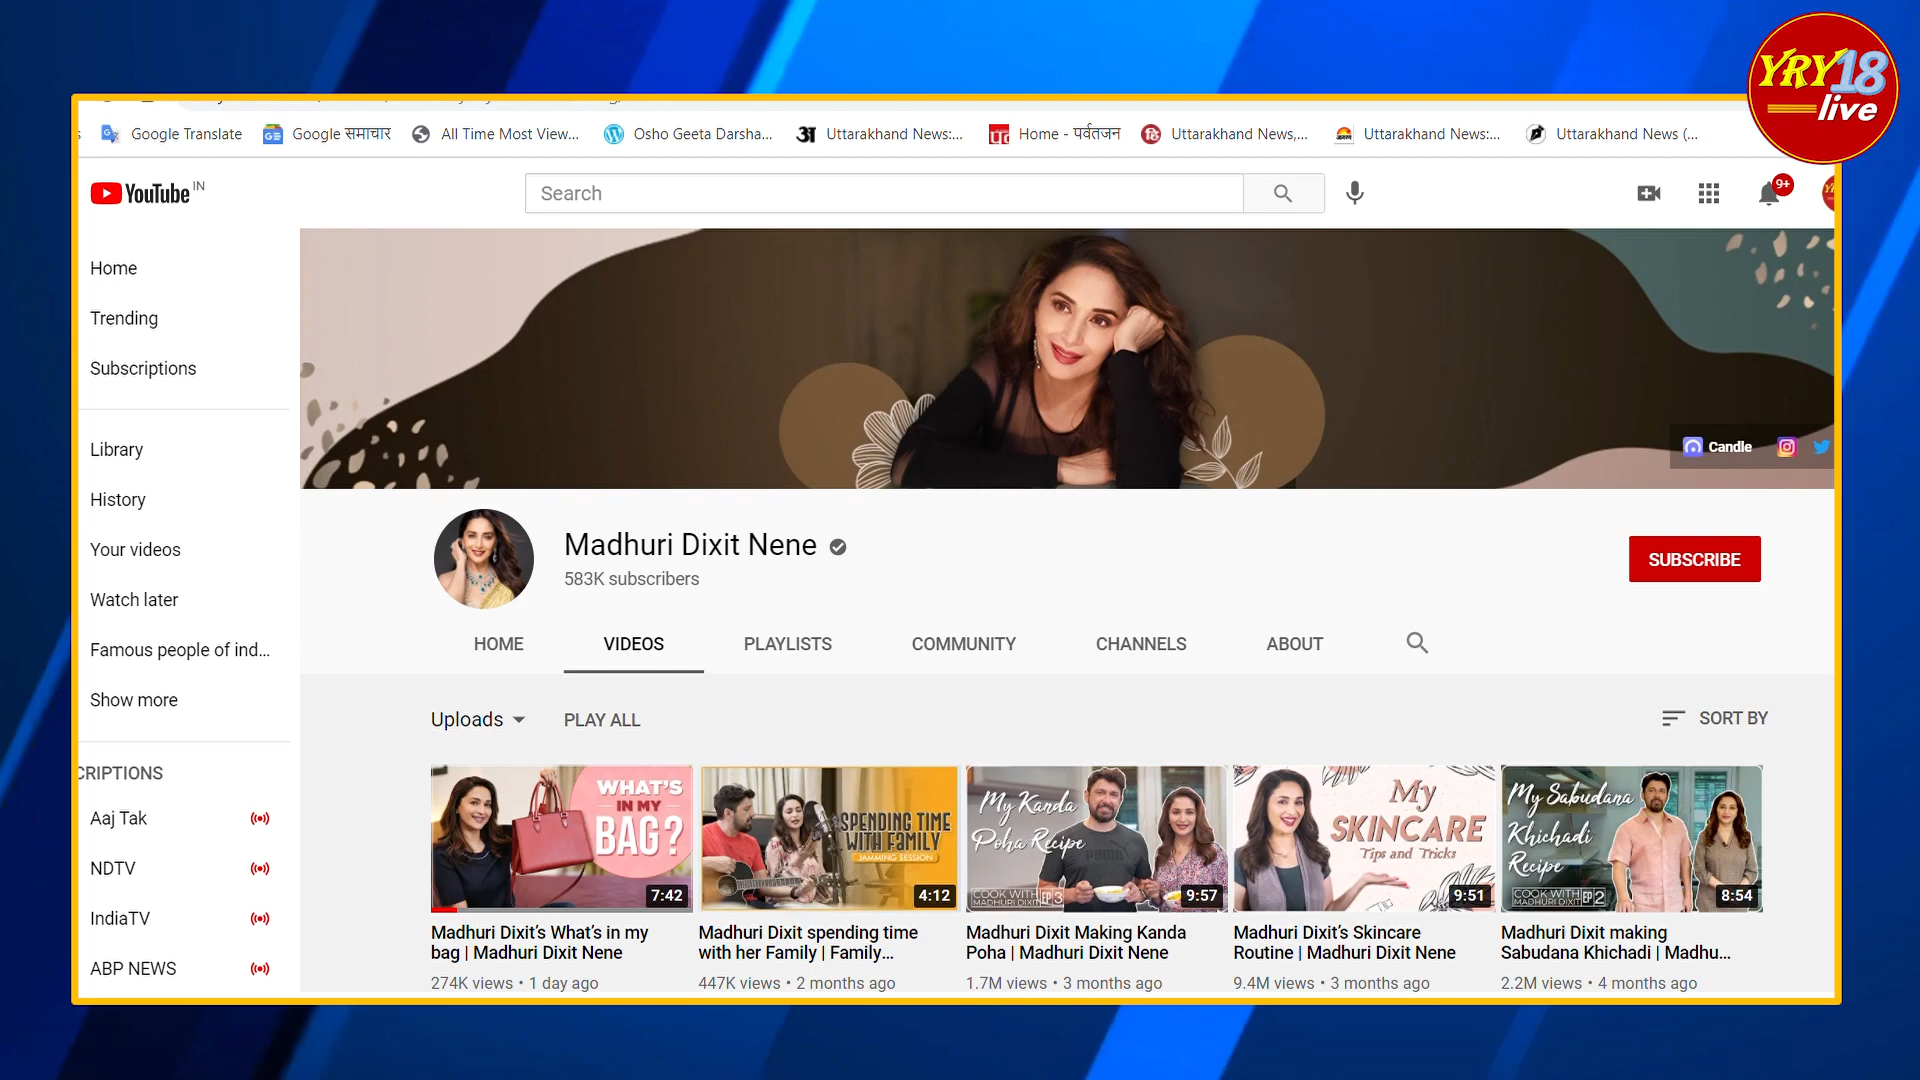 YRY18
live
Google Translate
Google समाचार
All Time Most View...
Osho Geeta Darsha...
Uttarakhand News:...
Home - पर्वतजन
Uttarakhand News,...
Uttarakhand News:...
Uttarakhand News (...
YouTube IN
Search
9+
Home
Trending
Subscriptions
Library
History
Your videos
Watch later
Famous people of ind...
Show more
CRIPTIONS
Aaj Tak
NDTV
IndiaTV
ABP NEWS
Candle
Madhuri Dixit Nene
583K subscribers
SUBSCRIBE
HOME
VIDEOS
PLAYLISTS
COMMUNITY
CHANNELS
ABOUT
Uploads
PLAY ALL
SORT BY
WHAT'S
IN MY
BAG?
7:42
Madhuri Dixit's What's in my
bag | Madhuri Dixit Nene
274K views • 1 day ago
SPENDING TIME
WITH FAMILY
JAMMING SESSION
4:12
Madhuri Dixit spending time
with her Family | Family...
447K views • 2 months ago
My Kanda
Poha Recipe
COOK WITH
MADHURI DIXIT
EP 3
9:57
Madhuri Dixit Making Kanda
Poha | Madhuri Dixit Nene
1.7M views • 3 months ago
My
SKINCARE
Tips and Tricks
9:51
Madhuri Dixit's Skincare
Routine | Madhuri Dixit Nene
9.4M views • 3 months ago
My Sabudana
Khichadi
Recipe
COOK WITH
MADHURI DIXIT
EP 2
8:54
Madhuri Dixit making
Sabudana Khichadi | Madhu...
2.2M views • 4 months ago